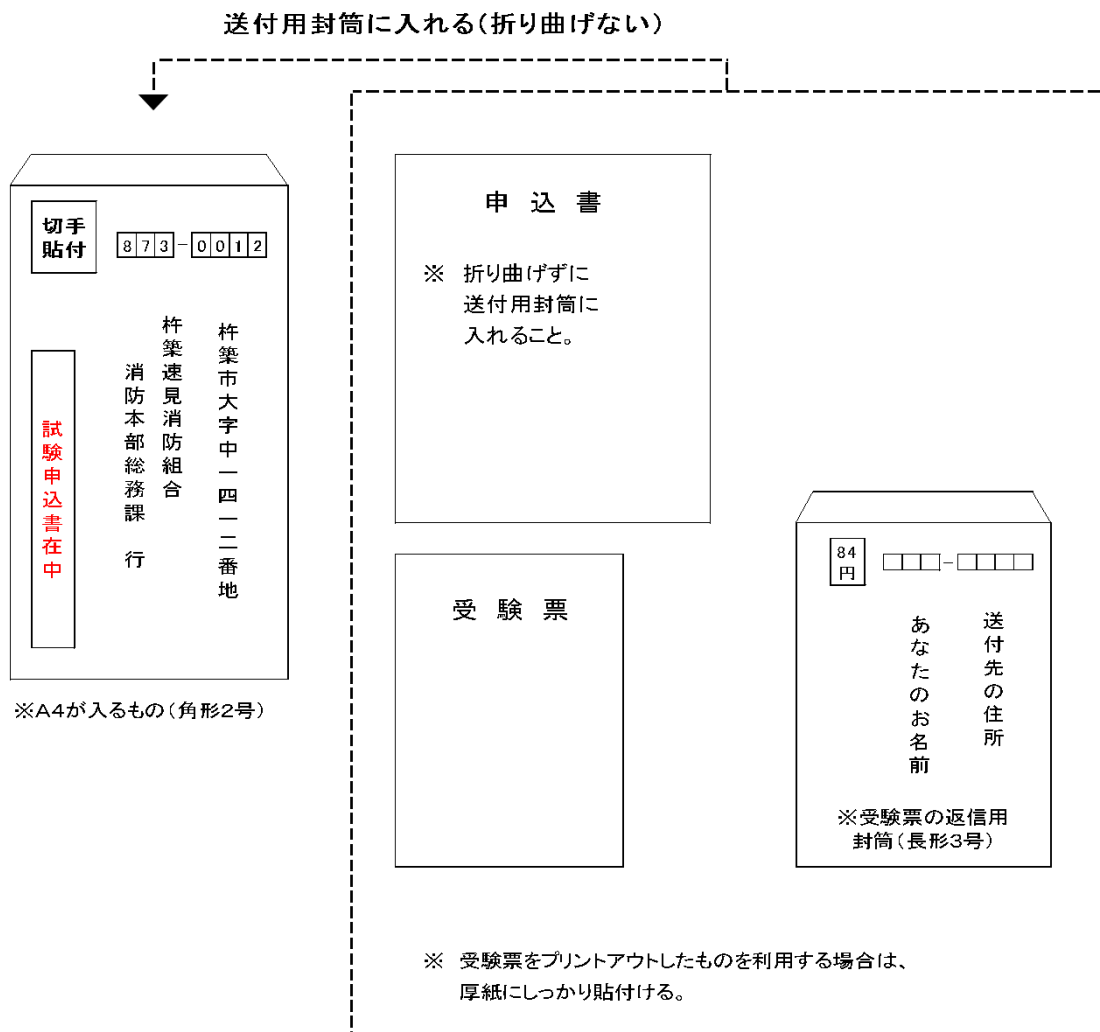 送付用封筒に入れる(折り曲げない)
切手
貼付
873-0012
杵築市大字中一四一二番地
杵築速見消防組合
消防本部総務課 行
試験申込書在中
※A4が入るもの(角形2号)
申 込 書
※ 折り曲げずに
送付用封筒に
入れること。
受 験 票
84
円
送付先の住所
あなたのお名前
※受験票の返信用
封筒(長形3号)
※ 受験票をプリントアウトしたものを利用する場合は、
厚紙にしっかり貼付ける。